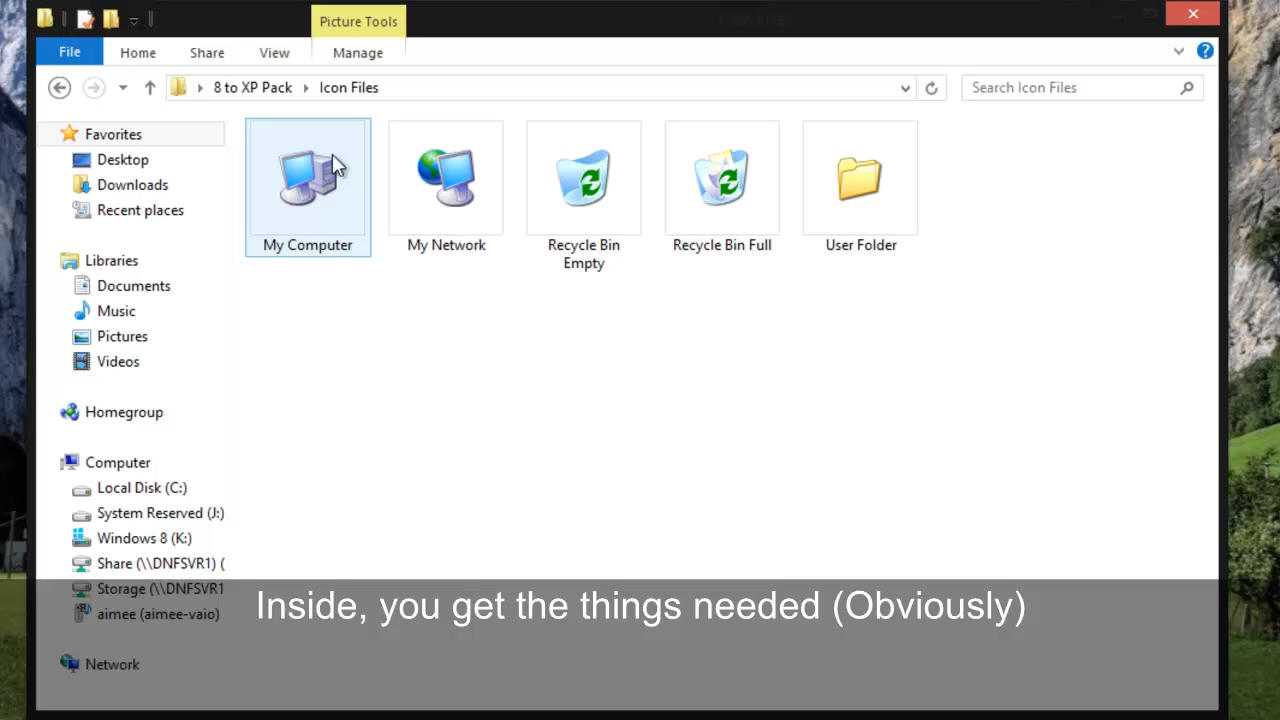 Picture Tools
File
Home
Share
View
Manage
8 to XP Pack
Icon Files
Search Icon Files
Favorites
Desktop
Downloads
Recent places
Libraries
Documents
Music
Pictures
Videos
Homegroup
Computer
Local Disk (C:)
System Reserved (J:)
Windows 8 (K:)
Share (\\DNFSVR1) (
Storage (\\DNFSVR1
aimee (aimee-vaio)
Network
My Computer
My Network
Recycle Bin
Empty
Recycle Bin Full
User Folder
Inside, you get the things needed (Obviously)